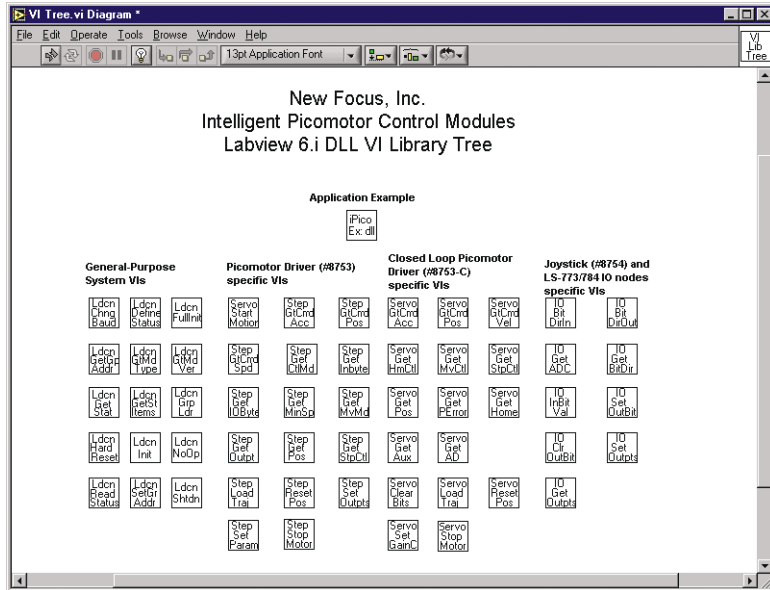 VI Tree.vi Diagram *
File Edit Operate Tools Browse Window Help
13pt Application Font
VI
Lib
Tree
New Focus, Inc.
Intelligent Picomotor Control Modules
Labview 6.i DLL VI Library Tree
Application Example
iPico
Ex: dll
General-Purpose
System VIs
Ldcn
Chng
Baud
Ldcn
Define
Status
Ldcn
FullInit
Ldcn
GetGp
Addr
Ldcn
GtMd
Type
Ldcn
GtMd
Ver
Ldcn
Get
Stat
Ldcn
GetSt
Items
Ldcn
Grp
Ldr
Ldcn
Hard
Reset
Ldcn
Init
Ldcn
NoOp
Ldcn
Read
Status
Ldcn
SetGr
Addr
Ldcn
Shtdn
Picomotor Driver (#8753)
specific VIs
Servo
Start
Motior
Step
GtCmd
Acc
Step
GtCmd
Pos
Step
GtCmd
Spd
Step
Get
CtlMd
Step
Get
Inbyte
Step
Get
IOByte
Step
Get
MinSp
Step
Get
MvMd
Step
Get
Outpt
Step
Get
Pos
Step
Get
StpCtl
Step
Load
Traj
Step
Reset
Pos
Step
Set
Outpts
Step
Set
Param
Step
Stop
Motor
Closed Loop Picomotor
Driver (#8753-C)
specific VIs
Servo
GtCmd
Acc
Servo
GtCmd
Pos
Servo
GtCmd
Vel
Servo
Get
HmCtl
Servo
Get
MvCtl
Servo
Get
StpCtl
Servo
Get
Pos
Servo
Get
PError
Servo
Get
Home
Servo
Get
Aux
Servo
Get
AD
Servo
Clear
Bits
Servo
Load
Traj
Servo
Reset
Pos
Servo
Set
GainC
Servo
Stop
Motor
Joystick (#8754) and
LS-773/784 IO nodes
specific VIs
IO
Bit
DirIn
IO
Bit
DirOut
IO
Get
ADC
IO
Get
BitDir
IO
InBit
Val
IO
Set
OutBit
IO
Clr
OutBit
IO
Set
Outpts
IO
Get
Outpts